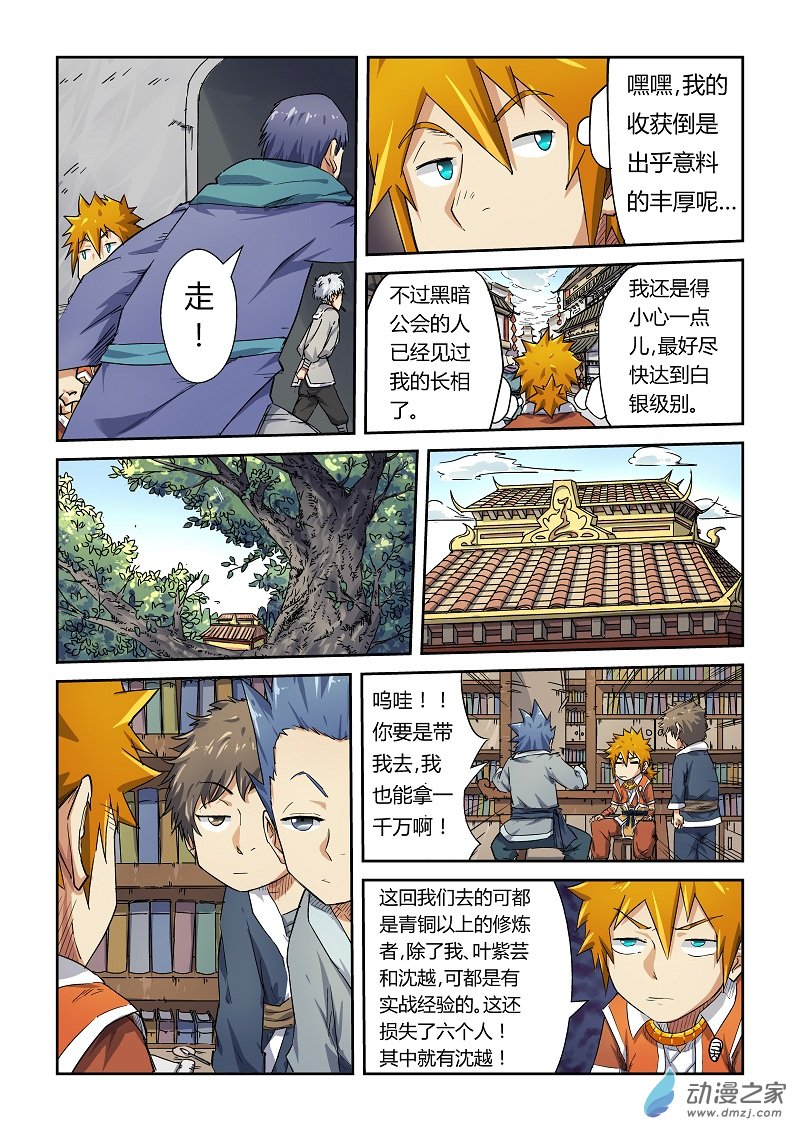 走！
嘿嘿，我的
收获倒是
出乎意料
的丰厚呢…
不过黑暗
公会的人
已经见过
我的长相
了。
我还是得
小心一点
儿，最好尽
快达到白
银级别。
呜哇！！
你要是带
我去，我
也能拿一
千万啊！
这回我们去的可都
是青铜以上的修炼
者，除了我、叶紫芸
和沈越，可都是有
实战经验的。这还
损失了六个人！
其中就有沈越！
动漫之家
www.dmzj.com